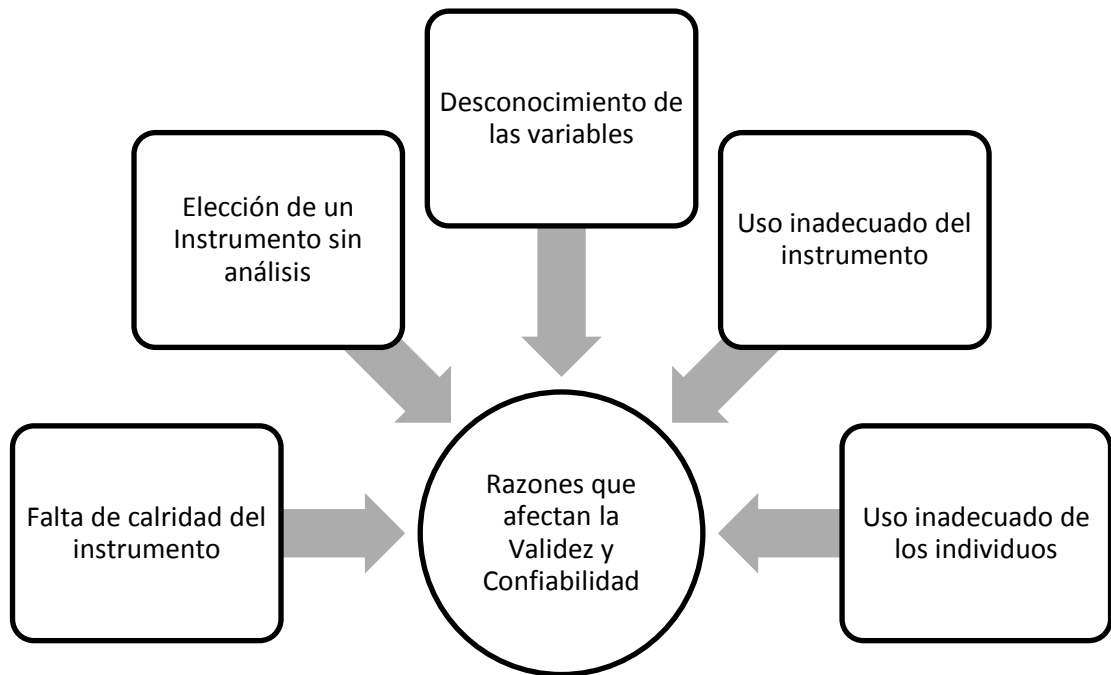 Desconocimiento de
las variables
Elección de un
Instrumento sin
análisis
Uso inadecuado del
instrumento
Falta de calridad del
instrumento
Razones que
afectan la
Validez y
Confiabilidad
Uso inadecuado de
los individuos